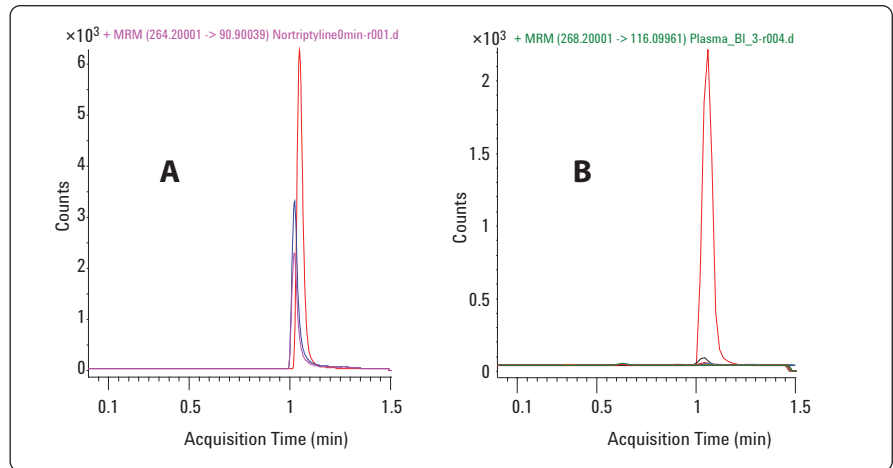 ×10³ + MRM (264.20001 -> 90.90039) Nortriptyline0min-r001.d
6
5
4
3
2
1
0
Counts
A
0.1 0.5 1 1.5
Acquisition Time (min)
×10³ + MRM (268.20001 -> 116.09961) Plasma_BI_3-r004.d
2
1.5
1
0.5
0
Counts
B
0.1 0.5 1 1.5
Acquisition Time (min)